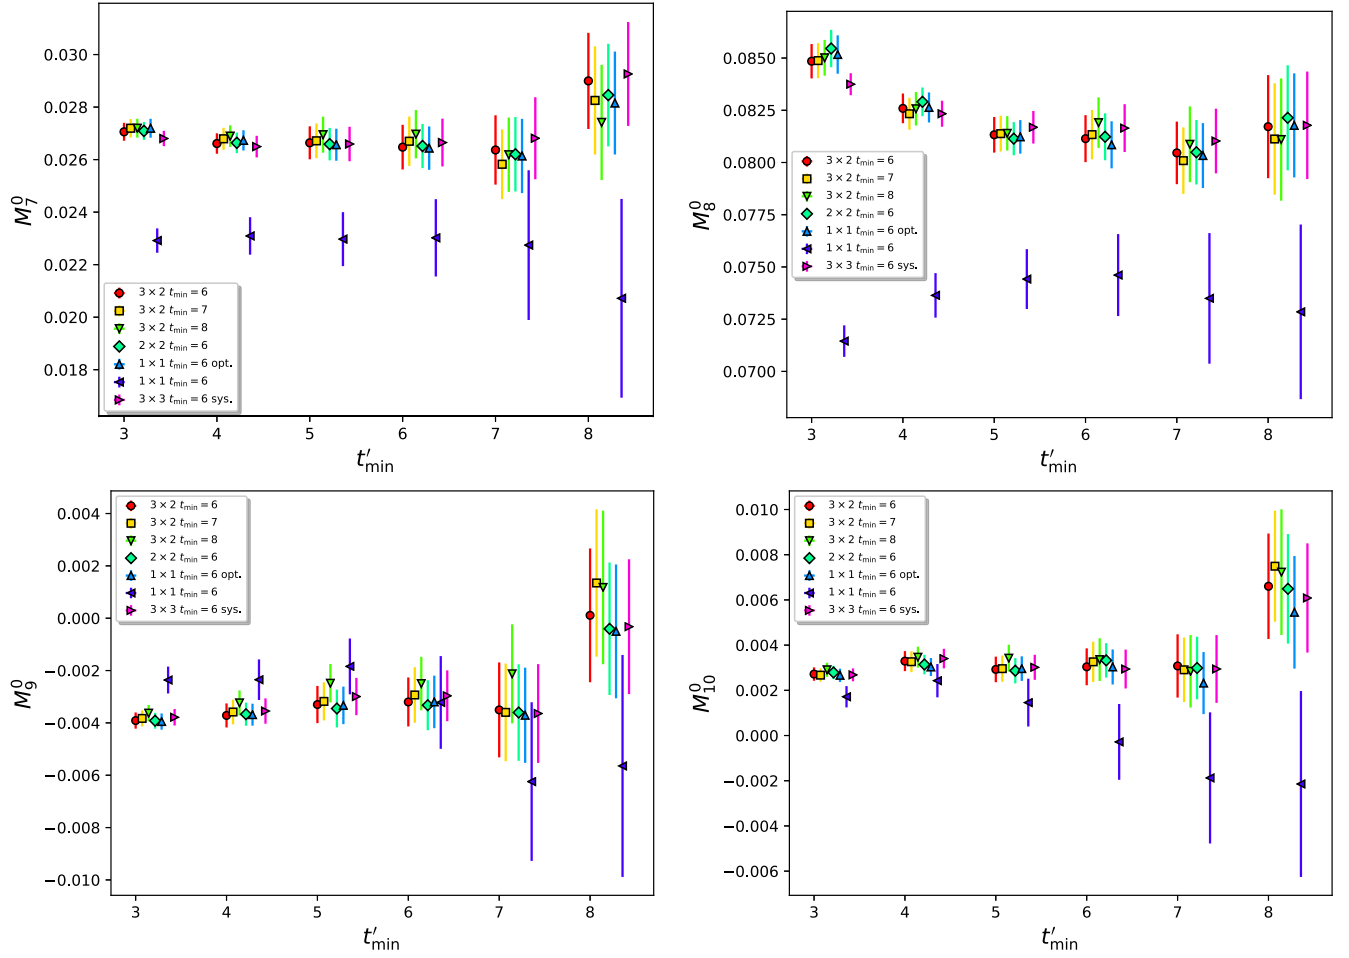 0.030
0.028
0.026
0.024
0.022
0.020
0.018
M₇⁰
3 × 2 t_min = 6
3 × 2 t_min = 7
3 × 2 t_min = 8
2 × 2 t_min = 6
1 × 1 t_min = 6 opt.
1 × 1 t_min = 6
3 × 3 t_min = 6 sys.
3 4 5 6 7 8
t′_min
0.0850
0.0825
0.0800
0.0775
0.0750
0.0725
0.0700
M₈⁰
3 × 2 t_min = 6
3 × 2 t_min = 7
3 × 2 t_min = 8
2 × 2 t_min = 6
1 × 1 t_min = 6 opt.
1 × 1 t_min = 6
3 × 3 t_min = 6 sys.
3 4 5 6 7 8
t′_min
0.004
0.002
0.000
−0.002
−0.004
−0.006
−0.008
−0.010
M₉⁰
3 × 2 t_min = 6
3 × 2 t_min = 7
3 × 2 t_min = 8
2 × 2 t_min = 6
1 × 1 t_min = 6 opt.
1 × 1 t_min = 6
3 × 3 t_min = 6 sys.
3 4 5 6 7 8
t′_min
0.010
0.008
0.006
0.004
0.002
0.000
−0.002
−0.004
−0.006
M₁₀⁰
3 × 2 t_min = 6
3 × 2 t_min = 7
3 × 2 t_min = 8
2 × 2 t_min = 6
1 × 1 t_min = 6 opt.
1 × 1 t_min = 6
3 × 3 t_min = 6 sys.
3 4 5 6 7 8
t′_min